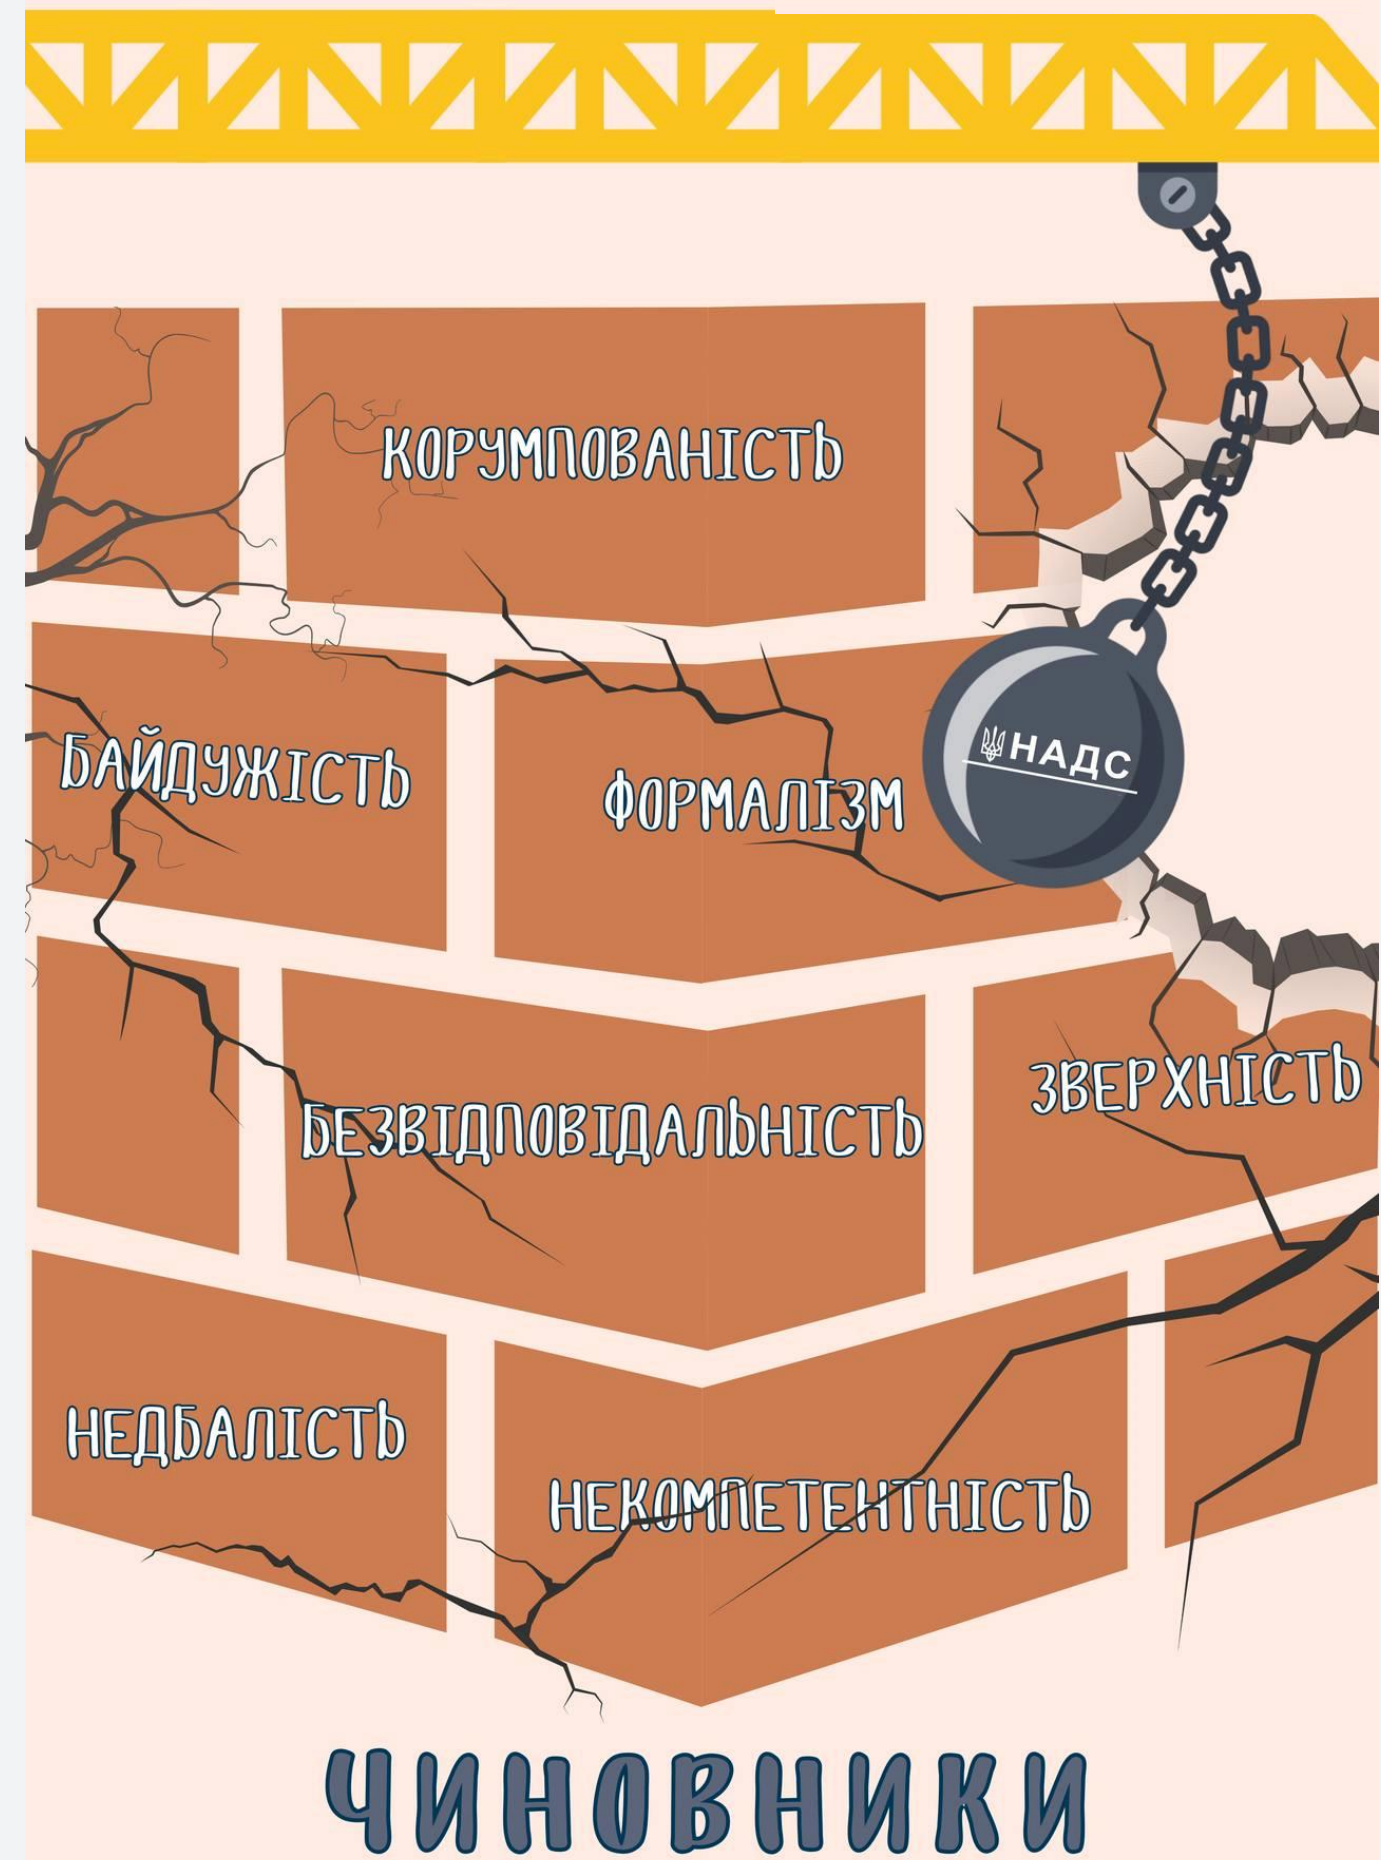 КОРУМПОВАНІСТЬ
БАЙДУЖІСТЬ
ФОРМАЛІЗМ
НАДС
БЕЗВІДПОВІДАЛЬНІСТЬ
ЗВЕРХНІСТЬ
НЕДБАЛІСТЬ
НЕКОМПЕТЕНТНІСТЬ
ЧИНОВНИКИ